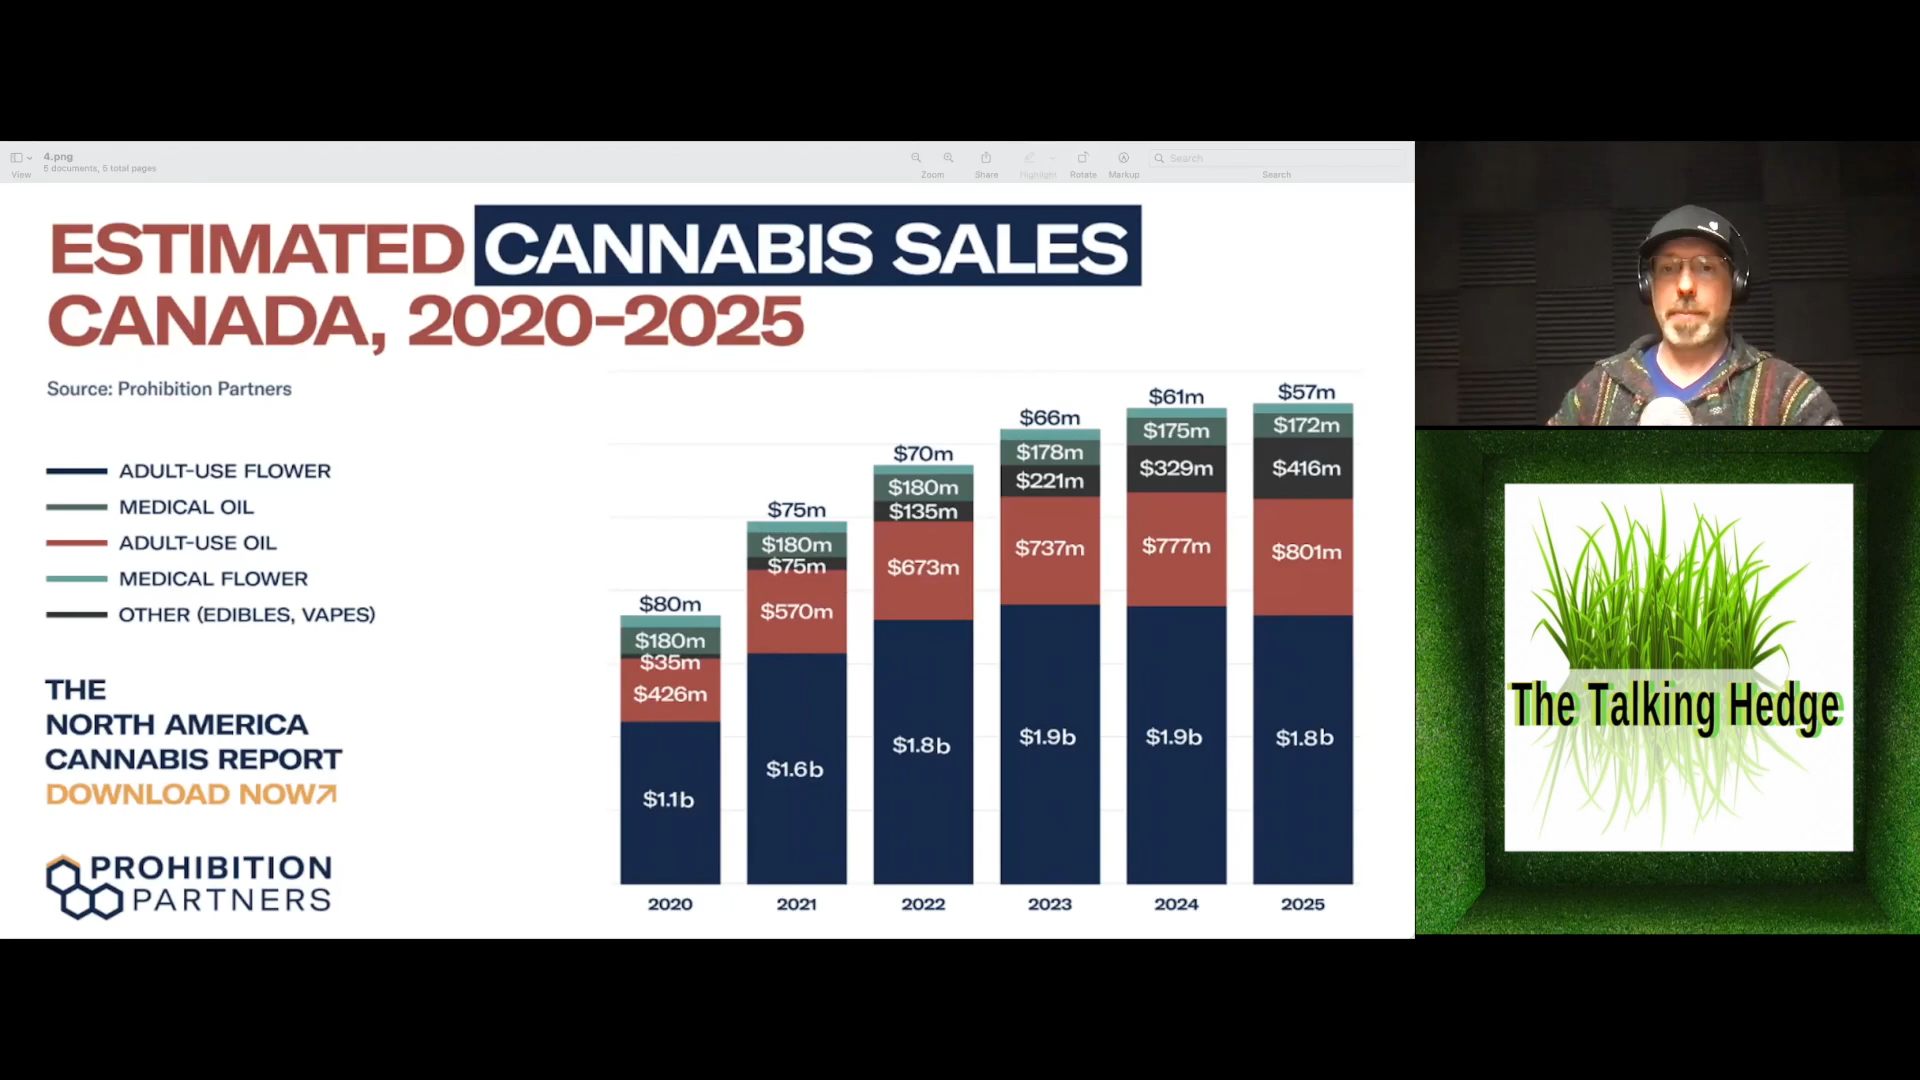 4.png
5 documents, 5 total pages
View
Zoom
Share
Highlight
Rotate
Markup
Search
Search
ESTIMATED CANNABIS SALES
CANADA, 2020-2025
Source: Prohibition Partners
ADULT-USE FLOWER
MEDICAL OIL
ADULT-USE OIL
MEDICAL FLOWER
OTHER (EDIBLES, VAPES)
THE
NORTH AMERICA
CANNABIS REPORT
DOWNLOAD NOW
PROHIBITION
PARTNERS
$80m
$180m
$35m
$426m
$1.1b
2020
$75m
$180m
$75m
$570m
$1.6b
2021
$70m
$180m
$135m
$673m
$1.8b
2022
$66m
$178m
$221m
$737m
$1.9b
2023
$61m
$175m
$329m
$777m
$1.9b
2024
$57m
$172m
$416m
$801m
$1.8b
2025
The Talking Hedge